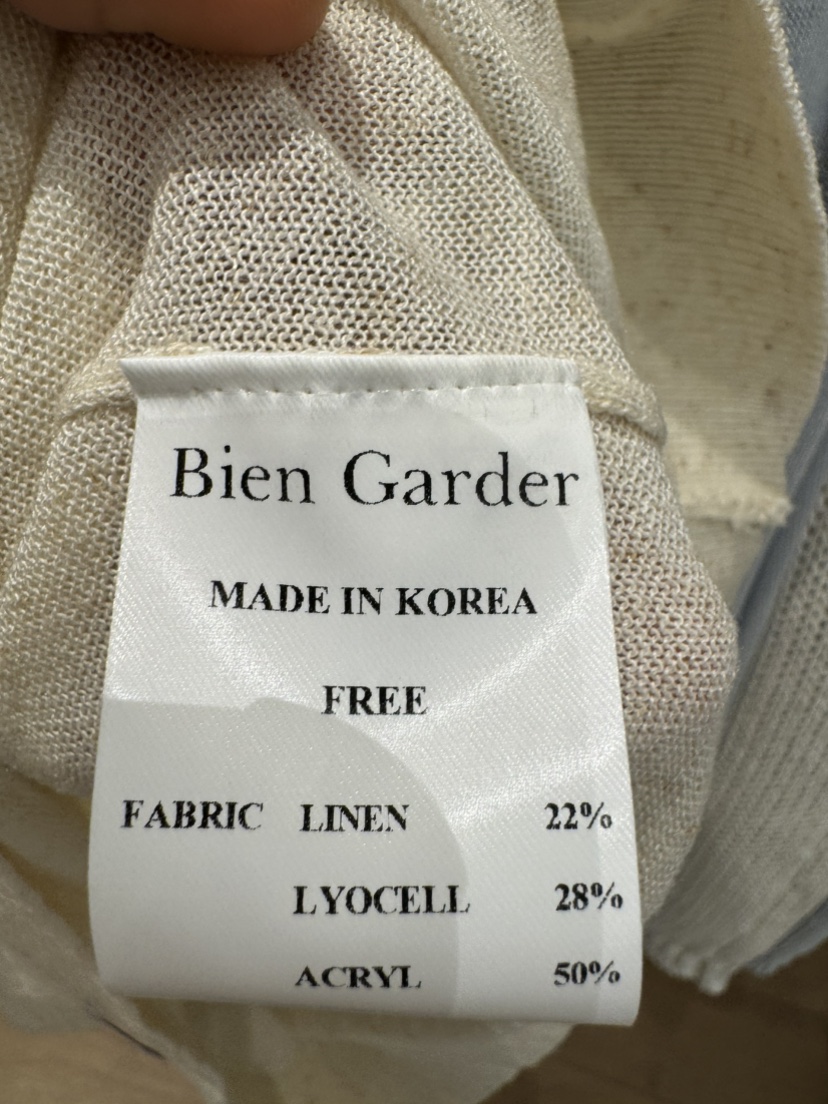 Bien Garder
MADE IN KOREA
FREE
FABRIC LINEN 22%
LYOCELL 28%
ACRYL 50%